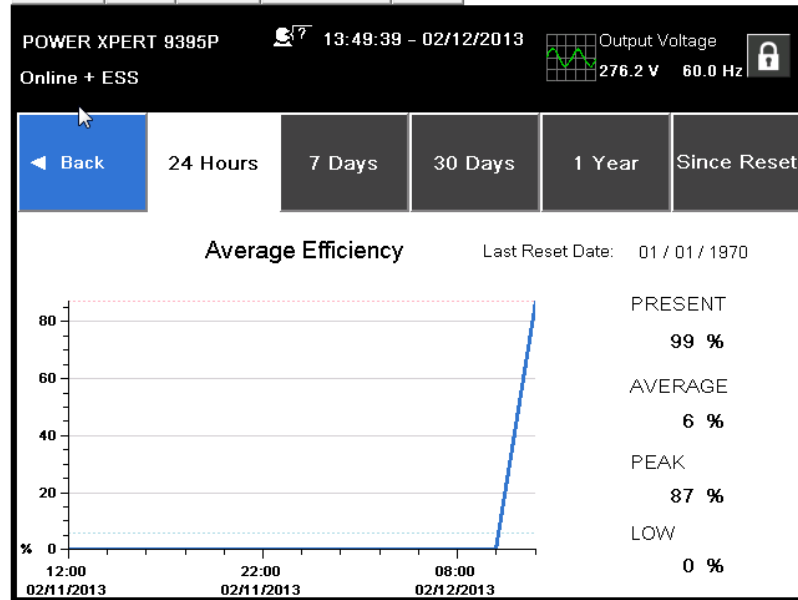 POWER XPERT 9395P
? 13:49:39 - 02/12/2013
Output Voltage
Online + ESS
276.2 V 60.0 Hz
◄ Back 24 Hours 7 Days 30 Days 1 Year Since Reset
Average Efficiency
Last Reset Date: 01 / 01 / 1970
80
60
40
20
% 0
12:00 22:00 08:00
02/11/2013 02/11/2013 02/12/2013
PRESENT
99 %
AVERAGE
6 %
PEAK
87 %
LOW
0 %